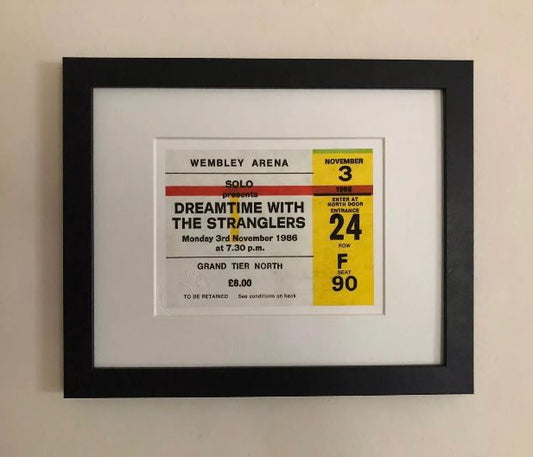 WEMBLEY ARENA
SOLO
presents
DREAMTIME WITH
THE STRANGLERS
Monday 3rd November 1986
at 7.30 p.m.
GRAND TIER NORTH
£8.00
TO BE RETAINED See conditions on back
NOVEMBER
3
1986
ENTER AT
NORTH DOOR
ENTRANCE
24
ROW
F
SEAT
90